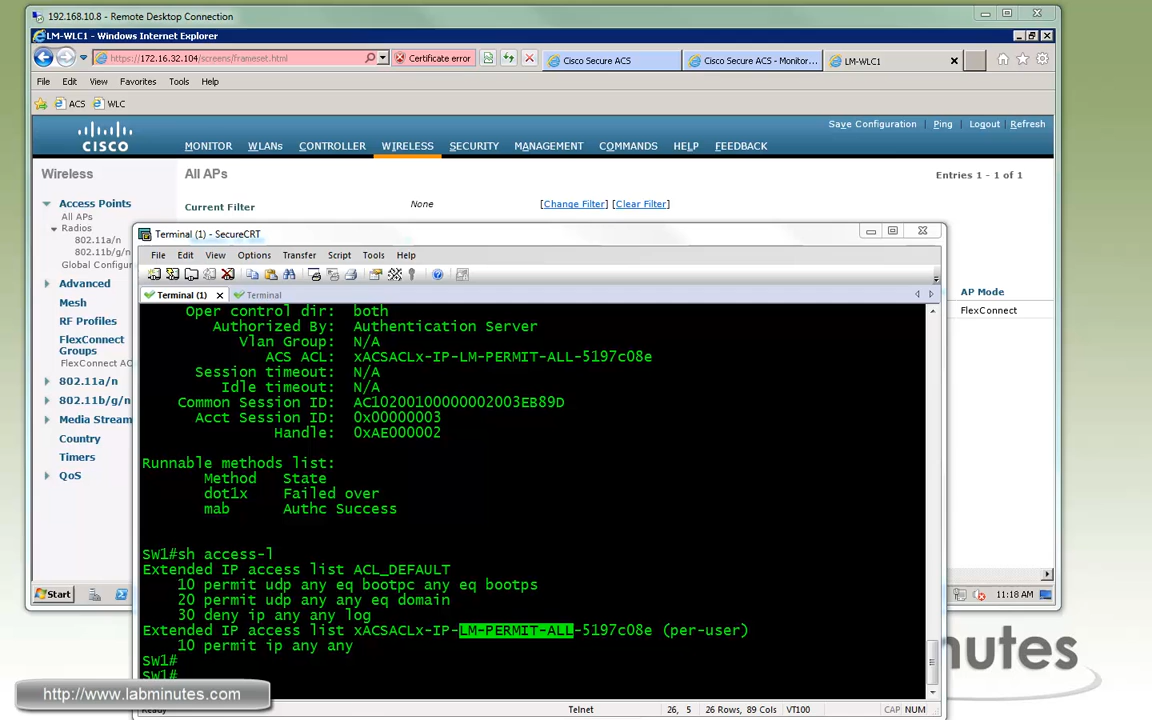 192.168.10.8 - Remote Desktop Connection
LM-WLC1 - Windows Internet Explorer
https://172.16.32.104/screens/frameset.html
Certificate error
Cisco Secure ACS
Cisco Secure ACS - Monitor...
LM-WLC1
File Edit View Favorites Tools Help
ACS WLC
CISCO
MONITOR WLANs CONTROLLER WIRELESS SECURITY MANAGEMENT COMMANDS HELP FEEDBACK
Save Configuration Ping Logout Refresh
Wireless
Access Points
All APs
Radios
802.11a/n
802.11b/g/n
Global Configur
Advanced
Mesh
RF Profiles
FlexConnect
Groups
FlexConnect AC
802.11a/n
802.11b/g/n
Media Stream
Country
Timers
QoS
All APs
Entries 1 - 1 of 1
Current Filter None [Change Filter] [Clear Filter]
AP Mode
FlexConnect
Terminal (1) - SecureCRT
File Edit View Options Transfer Script Tools Help
Terminal (1)
Terminal
Oper control dir: both
Authorized By: Authentication Server
Vlan Group: N/A
ACS ACL: xACSACLx-IP-LM-PERMIT-ALL-5197c08e
Session timeout: N/A
Idle timeout: N/A
Common Session ID: AC10200100000002003EB89D
Acct Session ID: 0x00000003
Handle: 0xAE000002
Runnable methods list:
Method State
dot1x Failed over
mab Authc Success
SW1#sh access-l
Extended IP access list ACL_DEFAULT
10 permit udp any eq bootpc any eq bootps
20 permit udp any any eq domain
30 deny ip any any log
Extended IP access list xACSACLx-IP-LM-PERMIT-ALL-5197c08e (per-user)
10 permit ip any any
SW1#
SW1#
Ready
Telnet 26, 5 26 Rows, 89 Cols VT100 CAP NUM
Start
11:18 AM
nutes
http://www.labminutes.com